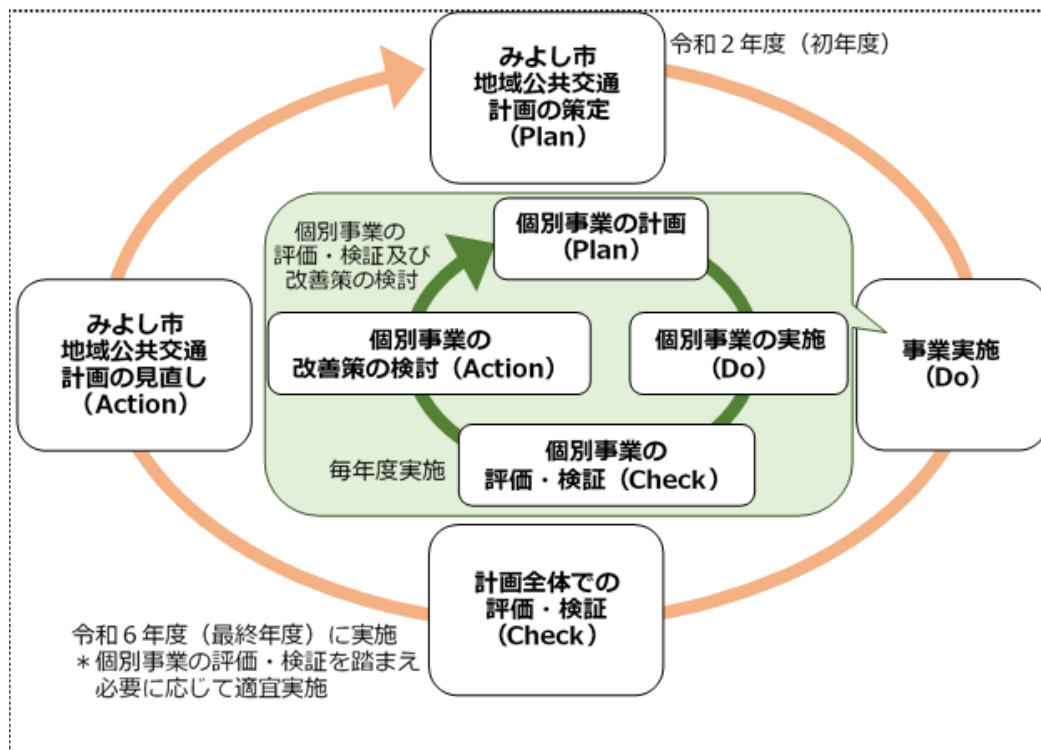 令和２年度（初年度）
みよし市
地域公共交通
計画の策定
（Plan）
個別事業の
評価・検証及び
改善策の検討
個別事業の計画
（Plan）
みよし市
地域公共交通
計画の見直し
（Action）
個別事業の
改善策の検討（Action）
個別事業の実施
（Do）
事業実施
（Do）
毎年度実施
個別事業の
評価・検証（Check）
計画全体での
評価・検証
（Check）
令和６年度（最終年度）に実施
＊個別事業の評価・検証を踏まえ
必要に応じて適宜実施